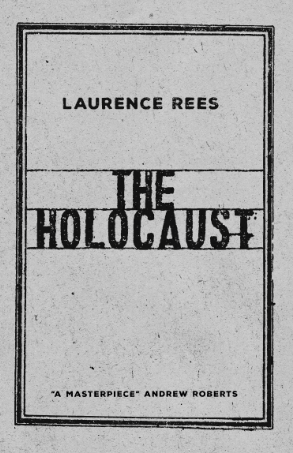 LAURENCE REES
THE
HOLOCAUST
"A MASTERPIECE" ANDREW ROBERTS